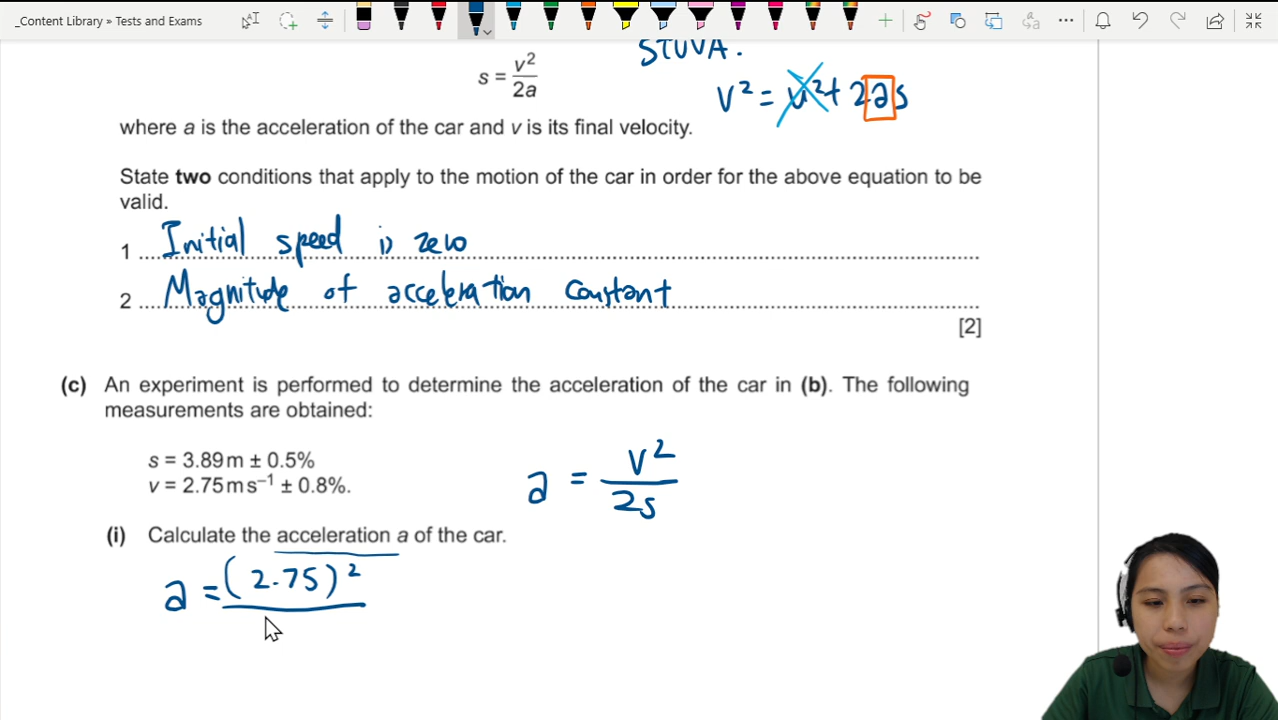 _Content Library » Tests and Exams
STUVA.
s = v²/2a
v² = u² + 2as
where a is the acceleration of the car and v is its final velocity.
State two conditions that apply to the motion of the car in order for the above equation to be
valid.
1 Initial speed is zero
2 Magnitude of acceleration constant
[2]
(c) An experiment is performed to determine the acceleration of the car in (b). The following
measurements are obtained:
s = 3.89 m ± 0.5%
v = 2.75 m s⁻¹ ± 0.8%.
a = v²/2s
(i) Calculate the acceleration a of the car.
a = (2.75)²